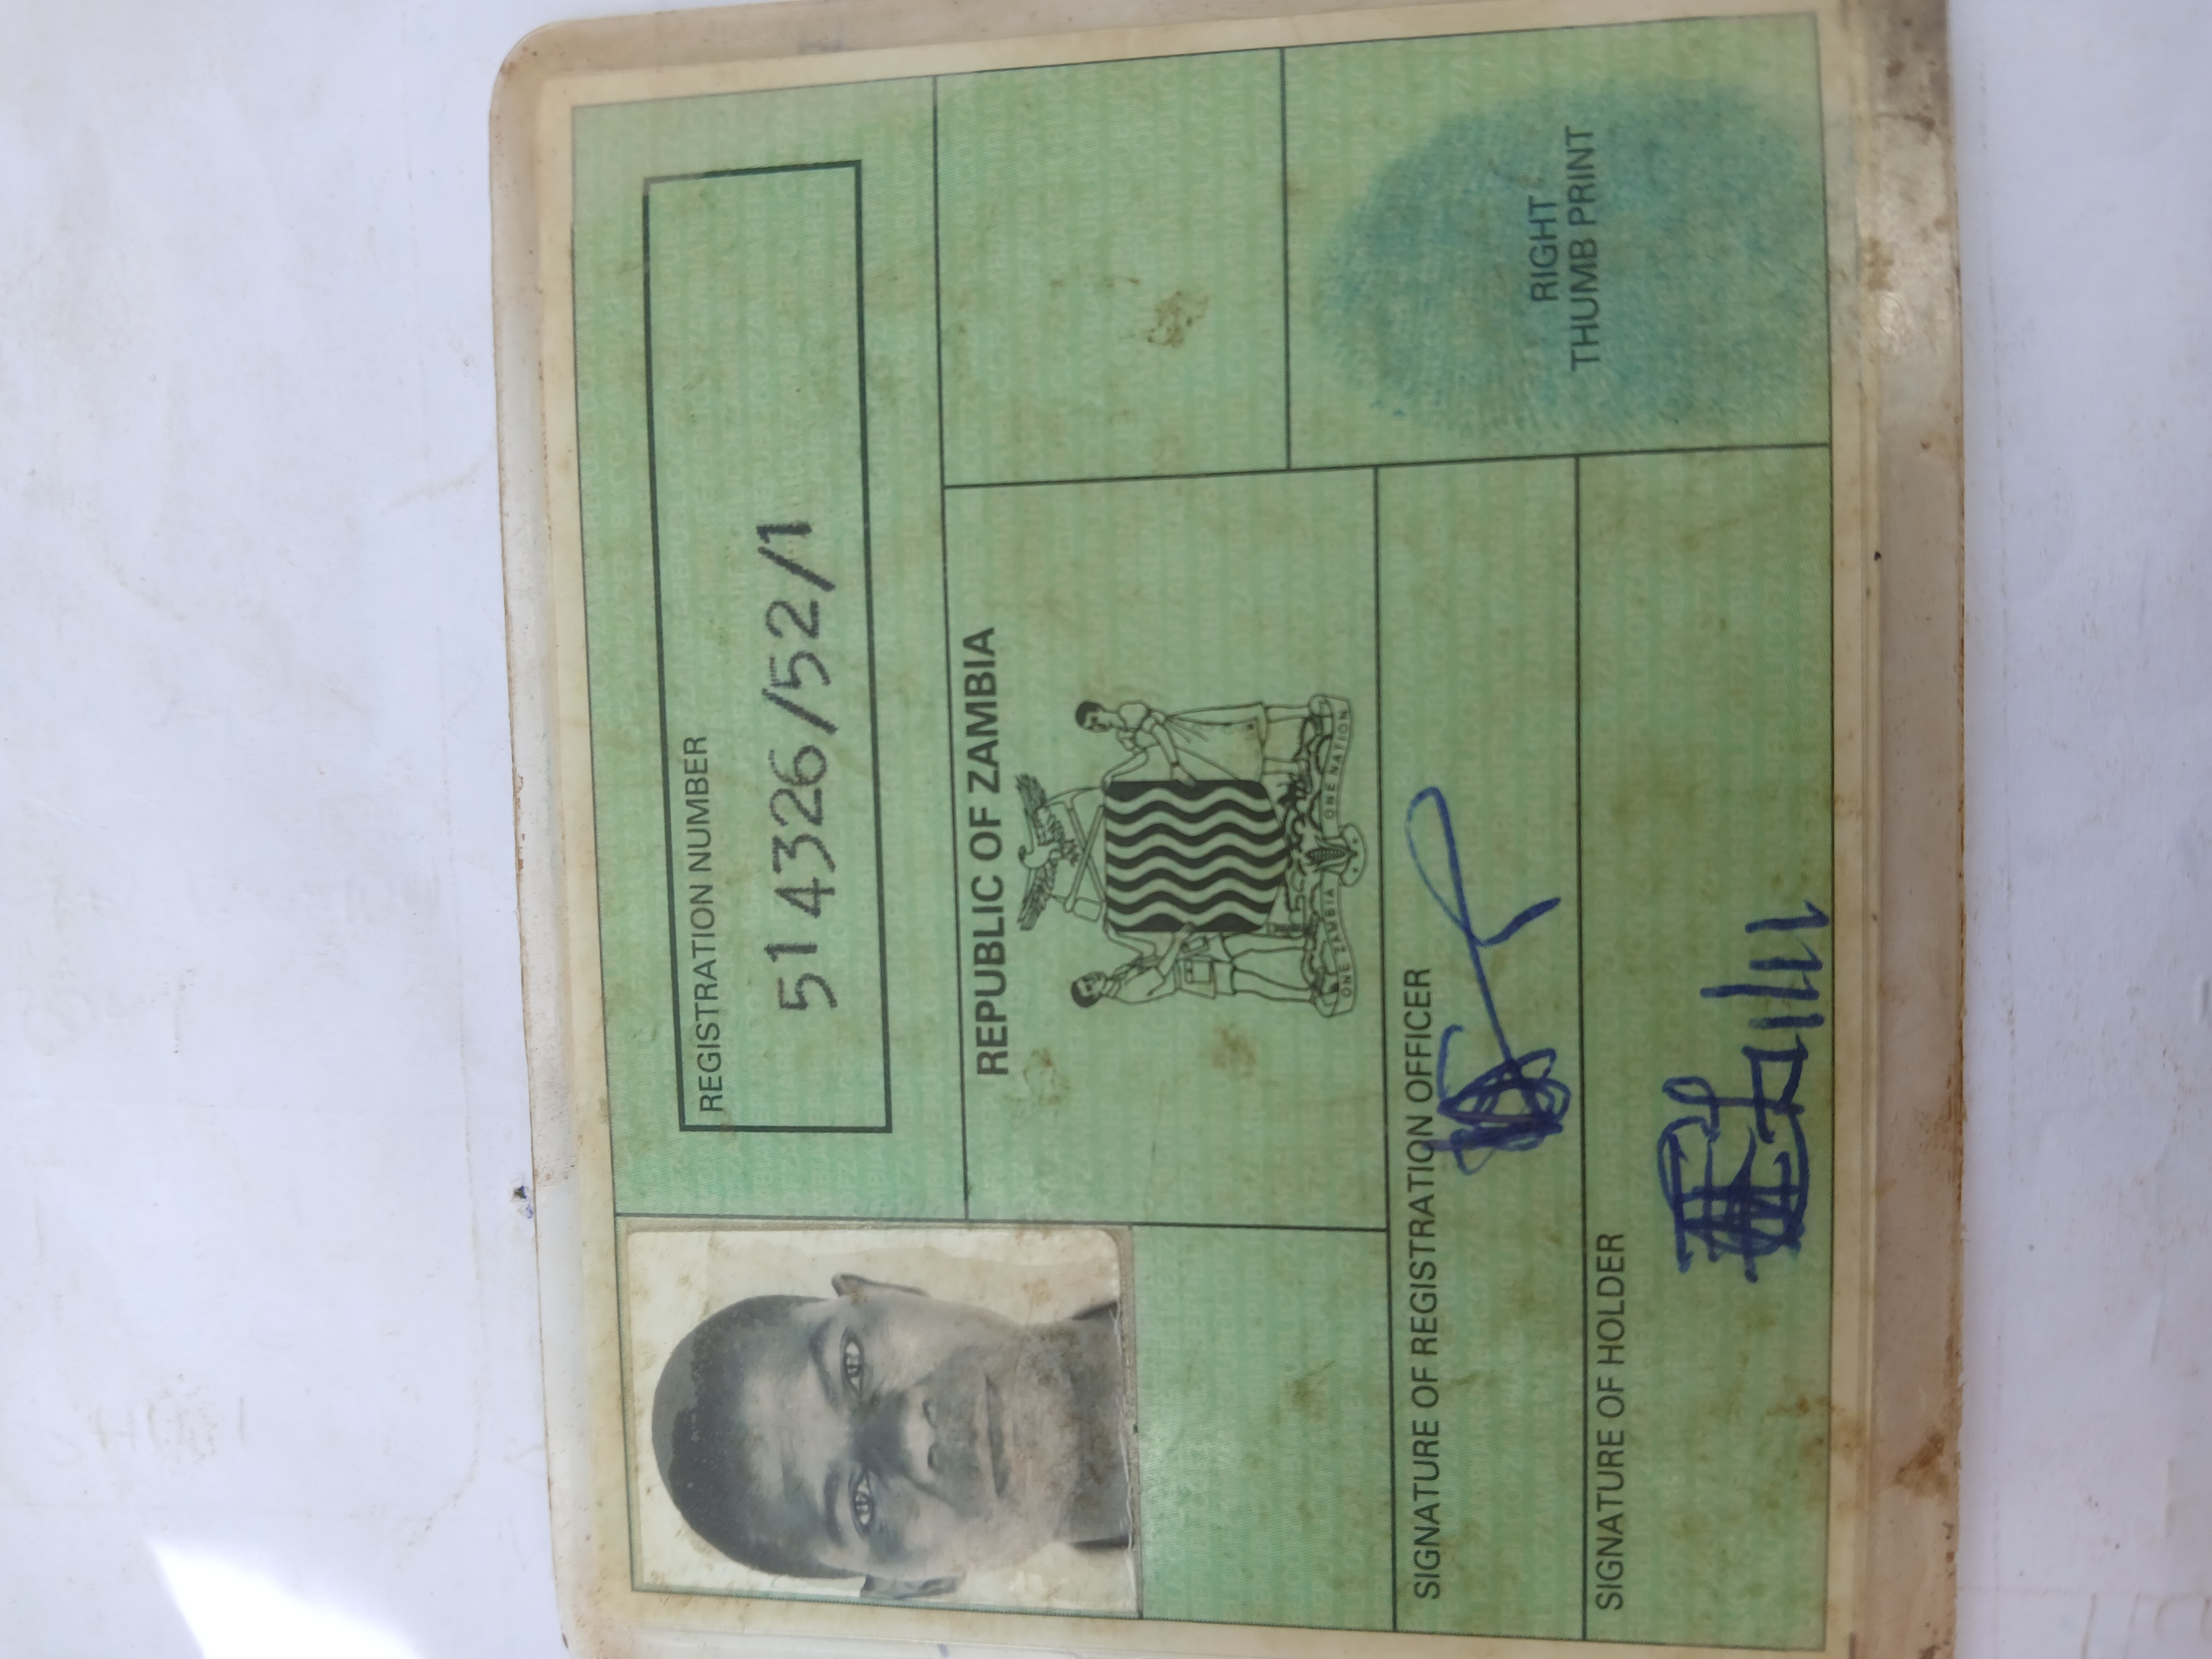 REGISTRATION NUMBER
514326/52/1
REPUBLIC OF ZAMBIA
ONE ZAMBIA ONE NATION
SIGNATURE OF REGISTRATION OFFICER
SIGNATURE OF HOLDER
RIGHT
THUMB PRINT